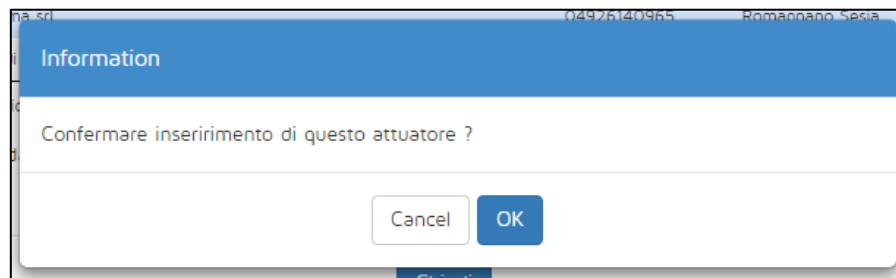 na srl 04926140965 Romagnano Sesia
Information
Confermare inseririmento di questo attuatore ?
Cancel OK